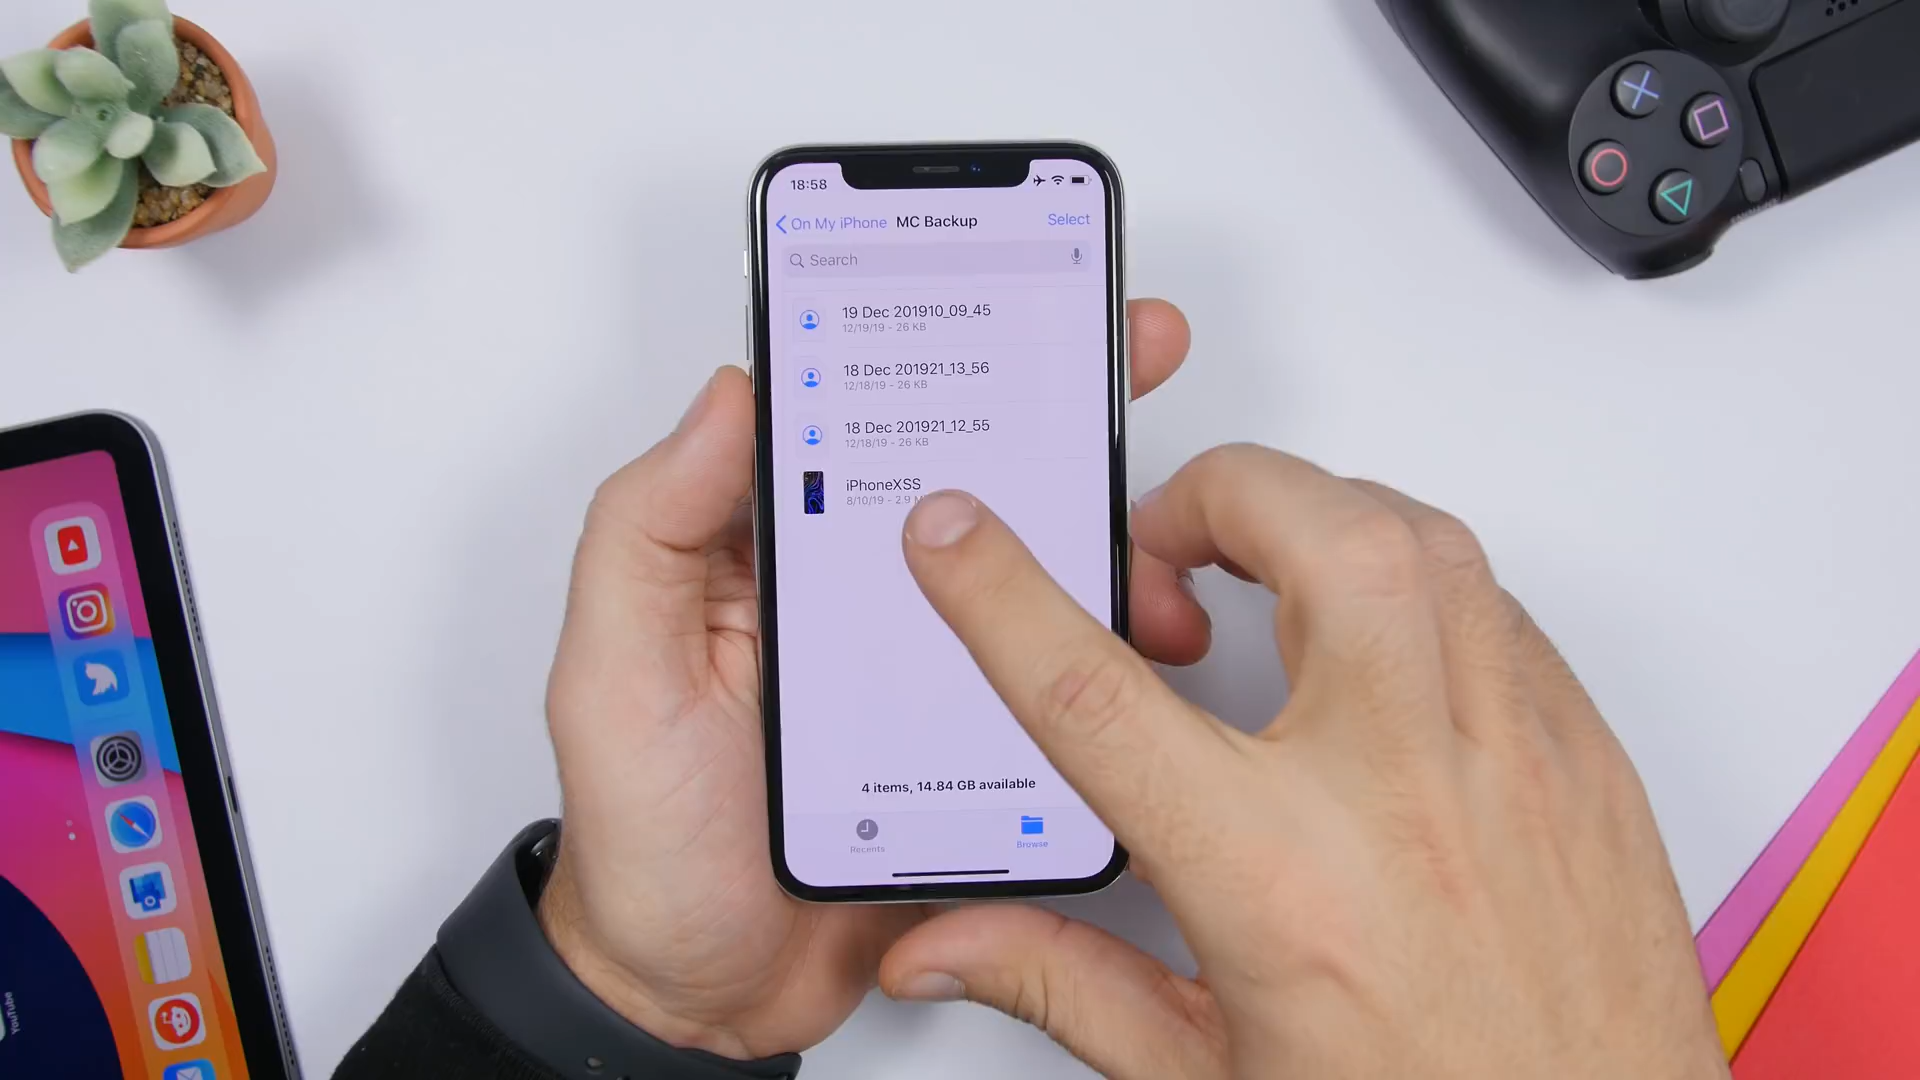 18:58
On My iPhone MC Backup Select
Search
19 Dec 201910_09_45
12/19/19 - 26 KB
18 Dec 201921_13_56
12/18/19 - 26 KB
18 Dec 201921_12_55
12/18/19 - 26 KB
iPhoneXSS
8/10/19 - 2.9
4 items, 14.84 GB available
Recents
Browse
YouTube